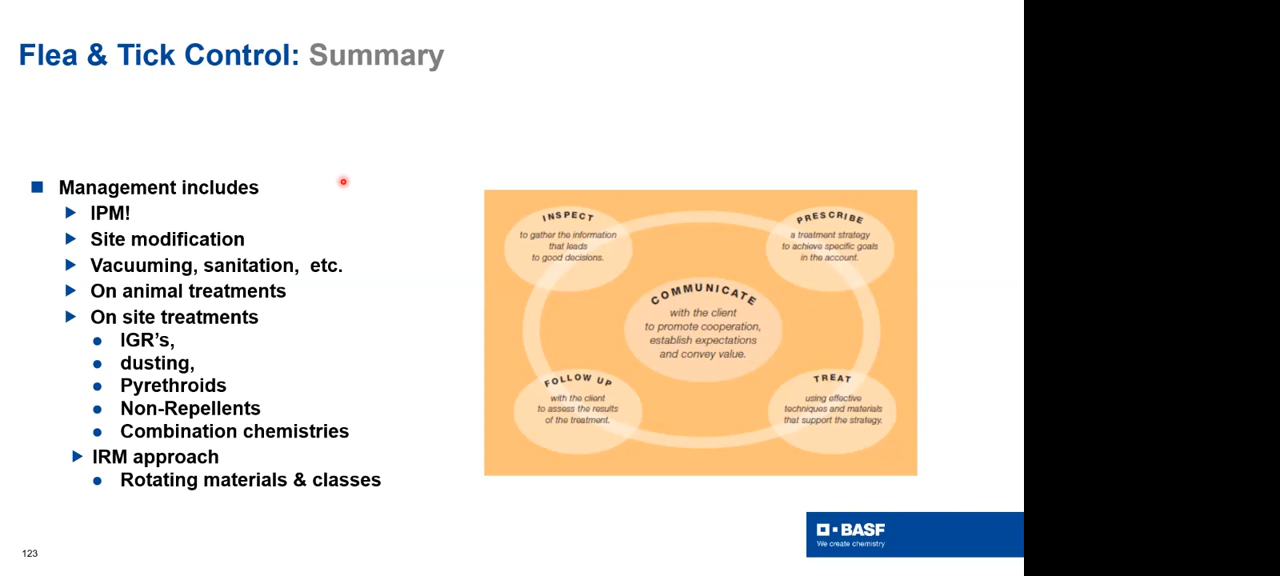 Flea & Tick Control: Summary
Management includes
IPM!
Site modification
Vacuuming, sanitation, etc.
On animal treatments
On site treatments
IGR's,
dusting,
Pyrethroids
Non-Repellents
Combination chemistries
IRM approach
Rotating materials & classes
INSPECT
to gather the information
that leads
to good decisions.
PRESCRIBE
a treatment strategy
to achieve specific goals
in the account.
COMMUNICATE
with the client
to promote cooperation,
establish expectations
and convey value.
FOLLOW UP
with the client
to assess the results
of the treatment.
TREAT
using effective
techniques and materials
that support the strategy.
BASF
We create chemistry
123